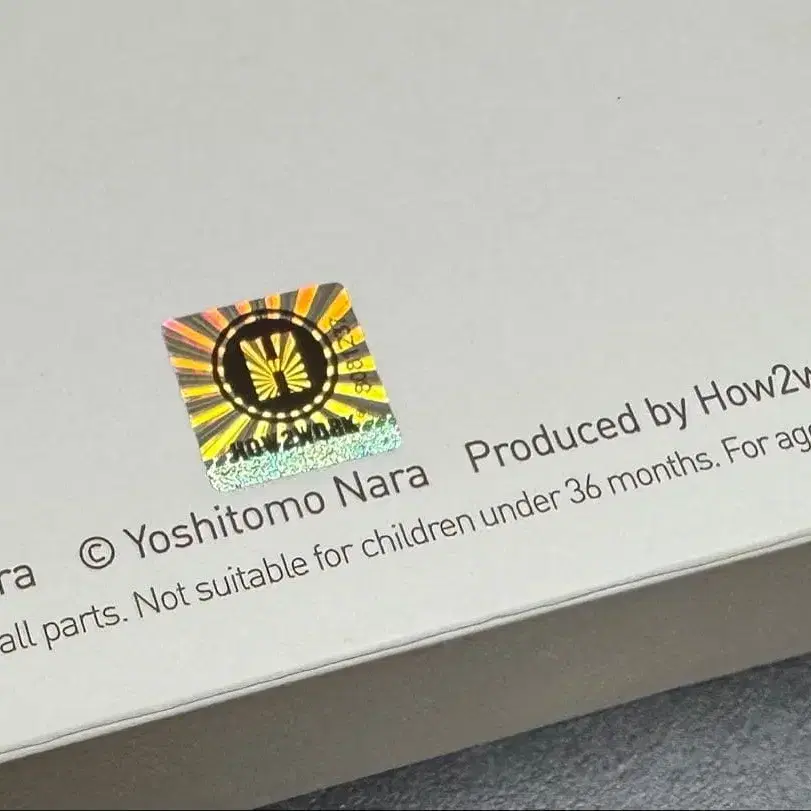 HOW2WORK
ra © Yoshitomo Nara Produced by How2w
all parts. Not suitable for children under 36 months. For ag